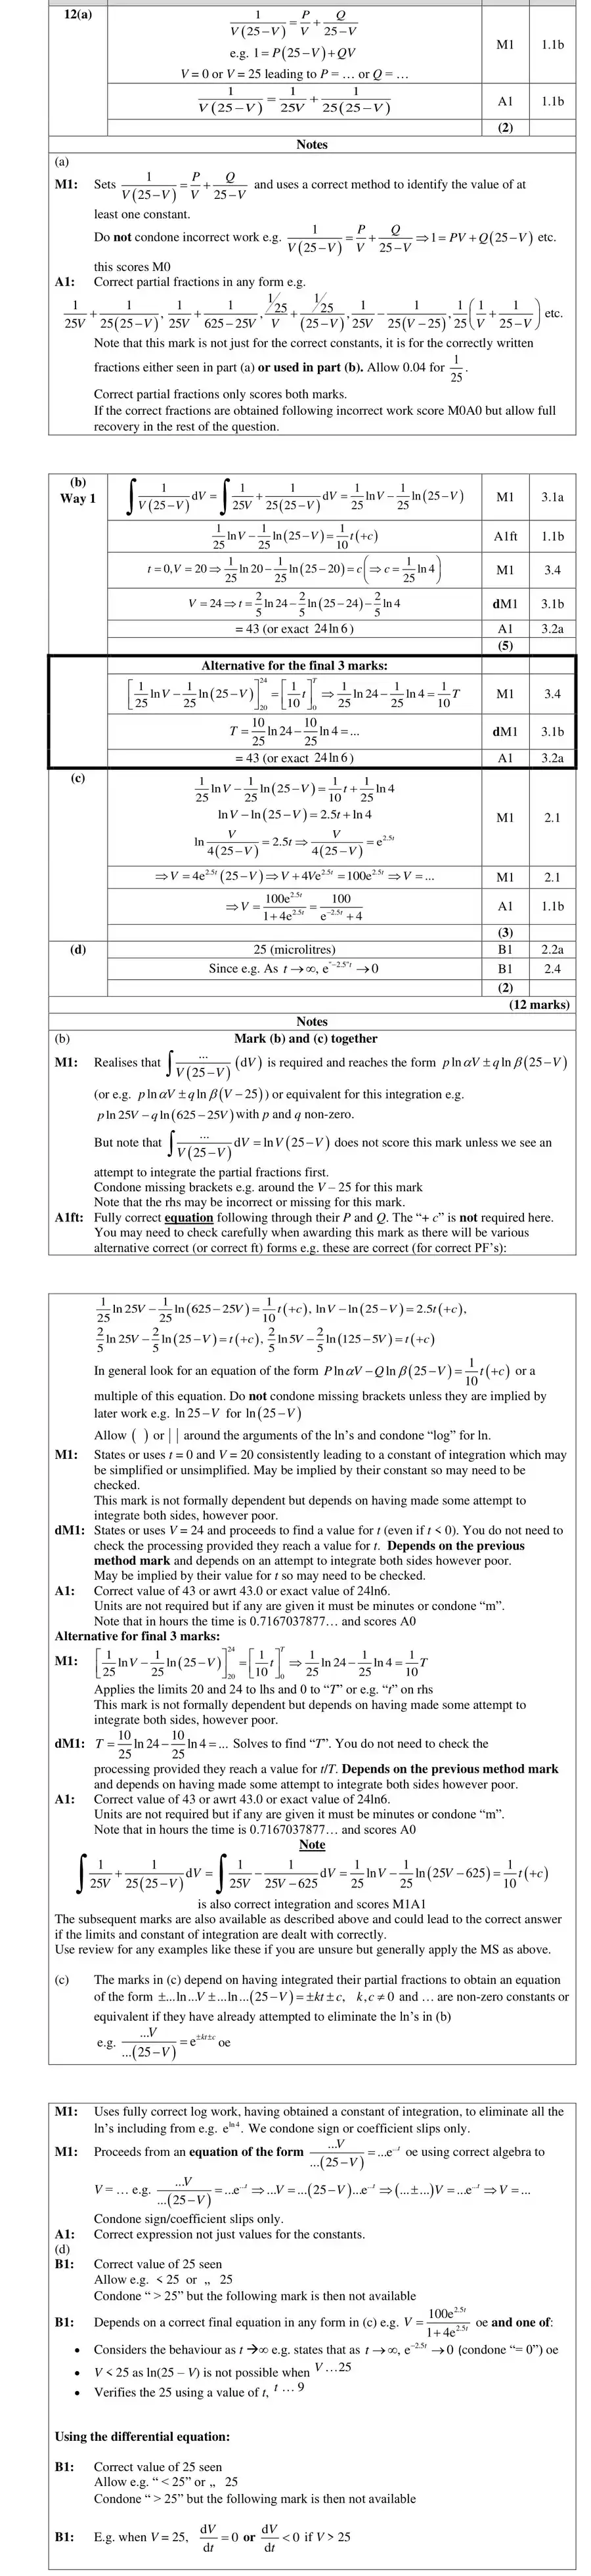 12(a)
1/(V(25−V)) = P/V + Q/(25−V)
e.g. 1 = P(25−V)+QV
V = 0 or V = 25 leading to P = … or Q = …
M1 1.1b
1/(V(25−V)) = 1/(25V) + 1/(25(25−V))
A1 1.1b
(2)
Notes
(a)
M1: Sets 1/(V(25−V)) = P/V + Q/(25−V) and uses a correct method to identify the value of at
least one constant.
Do not condone incorrect work e.g. 1/(V(25−V)) = P/V + Q/(25−V) ⇒ 1 = PV + Q(25−V) etc.
this scores M0
A1: Correct partial fractions in any form e.g.
1/(25V) + 1/(25(25−V)), 1/(25V) + 1/(625−25V), (1/25)/V + (1/25)/(25−V), 1/(25V) − 1/(25(V−25)), 1/25(1/V + 1/(25−V)) etc.
Note that this mark is not just for the correct constants, it is for the correctly written
fractions either seen in part (a) or used in part (b). Allow 0.04 for 1/25.
Correct partial fractions only scores both marks.
If the correct fractions are obtained following incorrect work score M0A0 but allow full
recovery in the rest of the question.
(b)
Way 1
∫ 1/(V(25−V)) dV = ∫ 1/(25V) + 1/(25(25−V)) dV = 1/25 ln V − 1/25 ln(25−V)
M1 3.1a
1/25 ln V − 1/25 ln(25−V) = 1/10 t (+c)
A1ft 1.1b
t = 0, V = 20 ⇒ 1/25 ln 20 − 1/25 ln(25−20) = c (⇒ c = 1/25 ln 4)
M1 3.4
V = 24 ⇒ t = 2/5 ln 24 − 2/5 ln(25−24) − 2/5 ln 4
dM1 3.1b
= 43 (or exact 24 ln 6)
A1 3.2a
(5)
Alternative for the final 3 marks:
[1/25 ln V − 1/25 ln(25−V)]₂₀²⁴ = [1/10 t]₀ᵀ ⇒ 1/25 ln 24 − 1/25 ln 4 = 1/10 T
M1 3.4
T = 10/25 ln 24 − 10/25 ln 4 = ...
dM1 3.1b
= 43 (or exact 24 ln 6)
A1 3.2a
(c)
1/25 ln V − 1/25 ln(25−V) = 1/10 t + 1/25 ln 4
ln V − ln(25−V) = 2.5t + ln 4
ln V/(4(25−V)) = 2.5t ⇒ V/(4(25−V)) = e^(2.5t)
M1 2.1
⇒ V = 4e^(2.5t)(25−V) ⇒ V + 4Ve^(2.5t) = 100e^(2.5t) ⇒ V = ...
M1 2.1
⇒ V = 100e^(2.5t)/(1+4e^(2.5t)) = 100/(e^(−2.5t)+4)
A1 1.1b
(3)
(d)
25 (microlitres)
B1 2.2a
Since e.g. As t → ∞, e^("−2.5"t) → 0
B1 2.4
(2)
(12 marks)
Notes
(b) Mark (b) and (c) together
M1: Realises that ∫ .../(V(25−V)) (dV) is required and reaches the form p ln αV ± q ln β(25−V)
(or e.g. p ln αV ± q ln β(V−25)) or equivalent for this integration e.g.
p ln 25V − q ln(625−25V) with p and q non-zero.
But note that ∫ .../(V(25−V)) dV = ln V(25−V) does not score this mark unless we see an
attempt to integrate the partial fractions first.
Condone missing brackets e.g. around the V – 25 for this mark
Note that the rhs may be incorrect or missing for this mark.
A1ft: Fully correct equation following through their P and Q. The “+ c” is not required here.
You may need to check carefully when awarding this mark as there will be various
alternative correct (or correct ft) forms e.g. these are correct (for correct PF’s):
1/25 ln 25V − 1/25 ln(625−25V) = 1/10 t(+c), ln V − ln(25−V) = 2.5t(+c),
2/5 ln 25V − 2/5 ln(25−V) = t(+c), 2/5 ln 5V − 2/5 ln(125−5V) = t(+c)
In general look for an equation of the form P ln αV − Q ln β(25−V) = 1/10 t(+c) or a
multiple of this equation. Do not condone missing brackets unless they are implied by
later work e.g. ln 25−V for ln(25−V)
Allow ( ) or | | around the arguments of the ln’s and condone “log” for ln.
M1: States or uses t = 0 and V = 20 consistently leading to a constant of integration which may
be simplified or unsimplified. May be implied by their constant so may need to be
checked.
This mark is not formally dependent but depends on having made some attempt to
integrate both sides, however poor.
dM1: States or uses V = 24 and proceeds to find a value for t (even if t < 0). You do not need to
check the processing provided they reach a value for t. Depends on the previous
method mark and depends on an attempt to integrate both sides however poor.
May be implied by their value for t so may need to be checked.
A1: Correct value of 43 or awrt 43.0 or exact value of 24ln6.
Units are not required but if any are given it must be minutes or condone “m”.
Note that in hours the time is 0.7167037877… and scores A0
Alternative for final 3 marks:
M1: [1/25 ln V − 1/25 ln(25−V)]₂₀²⁴ = [1/10 t]₀ᵀ ⇒ 1/25 ln 24 − 1/25 ln 4 = 1/10 T
Applies the limits 20 and 24 to lhs and 0 to “T” or e.g. “t” on rhs
This mark is not formally dependent but depends on having made some attempt to
integrate both sides, however poor.
dM1: T = 10/25 ln 24 − 10/25 ln 4 = ... Solves to find “T”. You do not need to check the
processing provided they reach a value for t/T. Depends on the previous method mark
and depends on having made some attempt to integrate both sides however poor.
A1: Correct value of 43 or awrt 43.0 or exact value of 24ln6.
Units are not required but if any are given it must be minutes or condone “m”.
Note that in hours the time is 0.7167037877… and scores A0
Note
∫ 1/(25V) + 1/(25(25−V)) dV = ∫ 1/(25V) − 1/(25V−625) dV = 1/25 ln V − 1/25 ln(25V−625) = 1/10 t(+c)
is also correct integration and scores M1A1
The subsequent marks are also available as described above and could lead to the correct answer
if the limits and constant of integration are dealt with correctly.
Use review for any examples like these if you are unsure but generally apply the MS as above.
(c) The marks in (c) depend on having integrated their partial fractions to obtain an equation
of the form ±...ln...V ±...ln...(25−V) = ±kt ± c, k, c ≠ 0 and … are non-zero constants or
equivalent if they have already attempted to eliminate the ln’s in (b)
e.g. ...V/(...(25−V)) = e^(±kt±c) oe
M1: Uses fully correct log work, having obtained a constant of integration, to eliminate all the
ln’s including from e.g. e^(ln4). We condone sign or coefficient slips only.
M1: Proceeds from an equation of the form ...V/(...(25−V)) = ...e^(...t) oe using correct algebra to
V = … e.g. ...V/(...(25−V)) = ...e^(...t) ⇒ ...V = ...(25−V)...e^(...t) ⇒ (...±...)V = ...e^(...t) ⇒ V = ...
Condone sign/coefficient slips only.
A1: Correct expression not just values for the constants.
(d)
B1: Correct value of 25 seen
Allow e.g. < 25 or „ 25
Condone “ > 25” but the following mark is then not available
B1: Depends on a correct final equation in any form in (c) e.g. V = 100e^(2.5t)/(1+4e^(2.5t)) oe and one of:
• Considers the behaviour as t →∞ e.g. states that as t → ∞, e^(−2.5t) → 0 {condone “= 0”) oe
• V < 25 as ln(25 – V) is not possible when V …25
• Verifies the 25 using a value of t, t … 9
Using the differential equation:
B1: Correct value of 25 seen
Allow e.g. “ < 25” or „ 25
Condone “ > 25” but the following mark is then not available
B1: E.g. when V = 25, dV/dt = 0 or dV/dt < 0 if V > 25